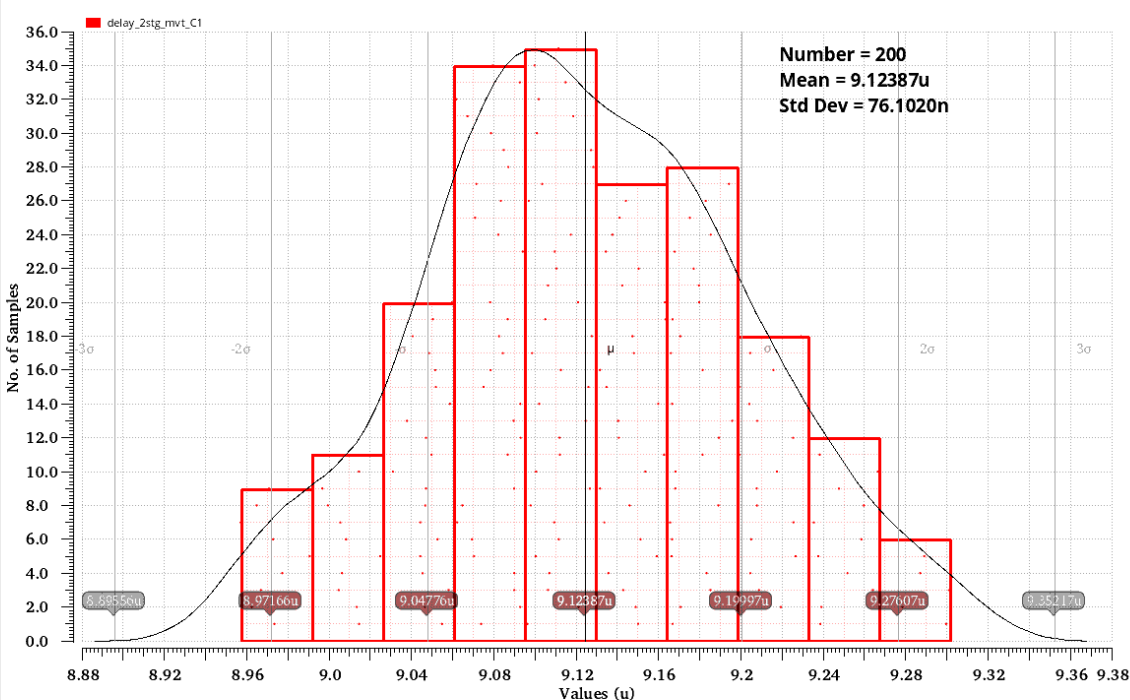 delay_2stg_mvt_C1
Number = 200
Mean = 9.12387u
Std Dev = 76.1020n
36.0
34.0
32.0
30.0
28.0
26.0
24.0
22.0
20.0
18.0
16.0
14.0
12.0
10.0
8.0
6.0
4.0
2.0
0.0
No. of Samples
-3σ -2σ -σ μ σ 2σ 3σ
8.89556u 8.97166u 9.04776u 9.12387u 9.19997u 9.27607u 9.35217u
8.88 8.92 8.96 9.0 9.04 9.08 9.12 9.16 9.2 9.24 9.28 9.32 9.36 9.38
Values (u)